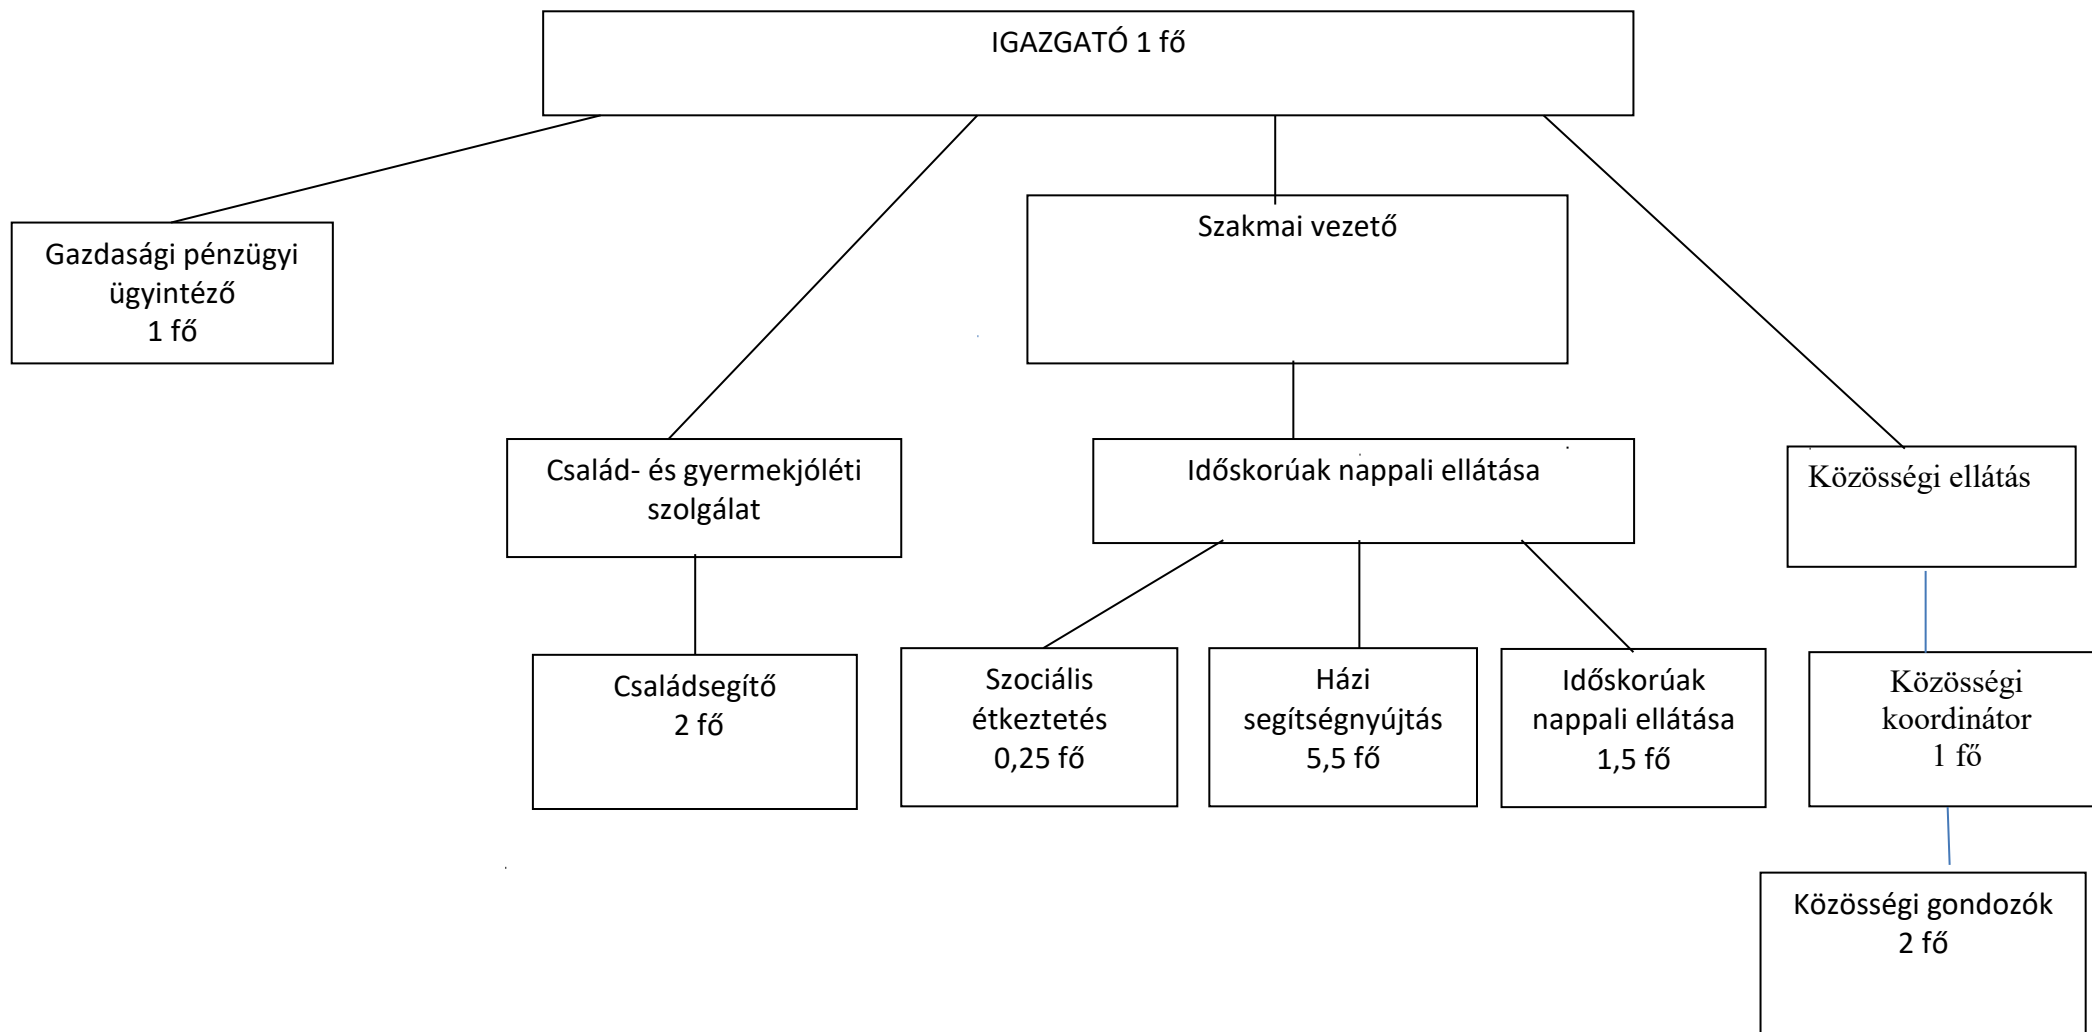 IGAZGATÓ 1 fő
Gazdasági pénzügyi
ügyintéző
1 fő
Szakmai vezető
Család- és gyermekjóléti
szolgálat
Időskorúak nappali ellátása
Közösségi ellátás
Családsegítő
2 fő
Szociális
étkeztetés
0,25 fő
Házi
segítségnyújtás
5,5 fő
Időskorúak
nappali ellátása
1,5 fő
Közösségi
koordinátor
1 fő
Közösségi gondozók
2 fő